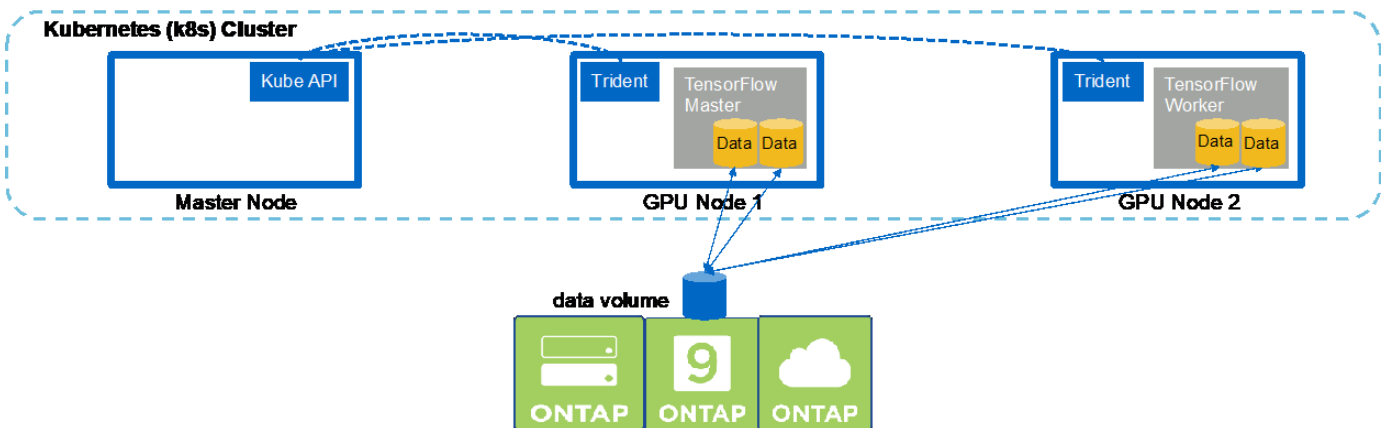 Kubernetes (k8s) Cluster
Kube API
Master Node
Trident
TensorFlow
Master
Data
Data
GPU Node 1
Trident
TensorFlow
Worker
Data
Data
GPU Node 2
data volume
ONTAP
9
ONTAP
ONTAP